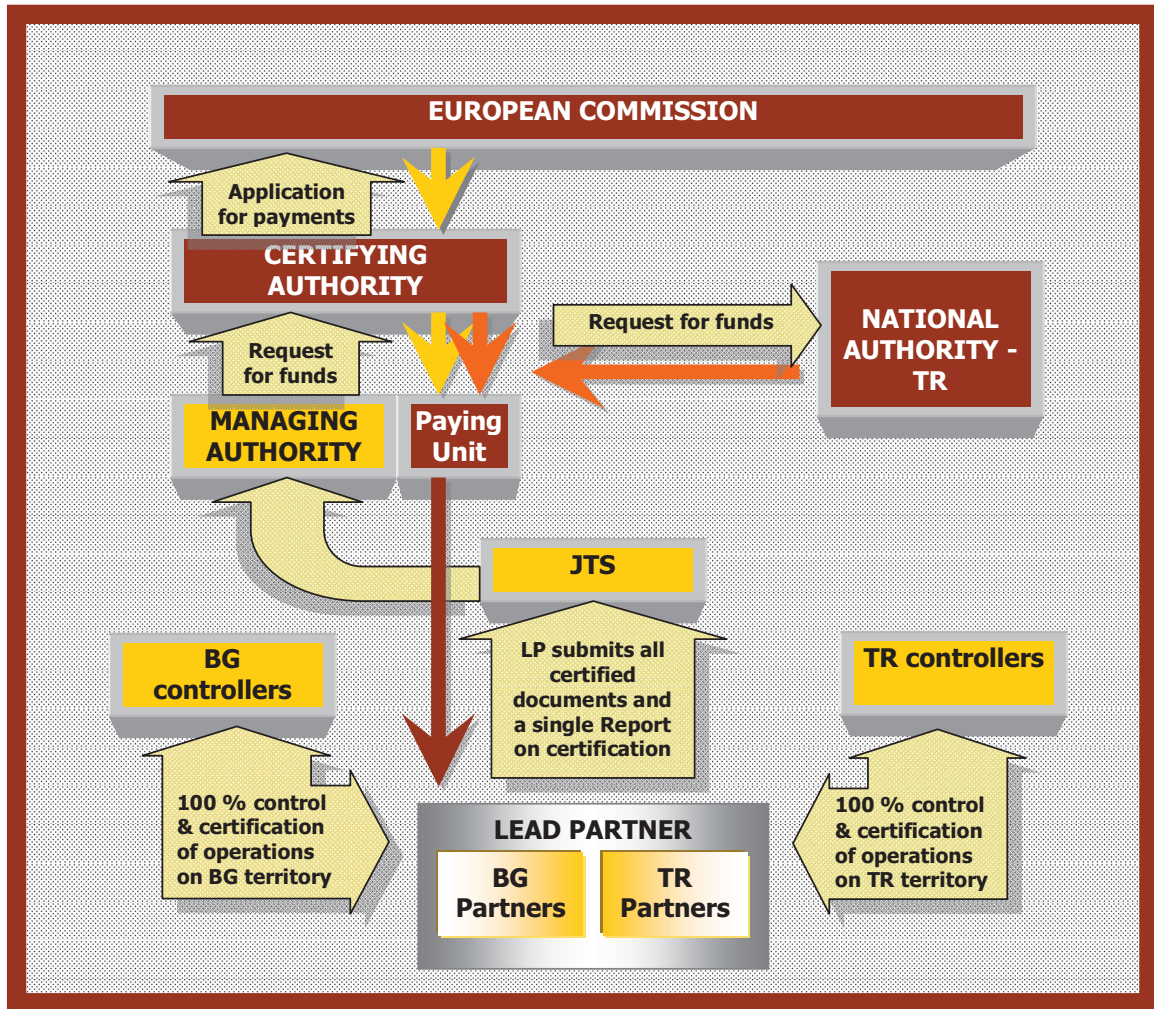 EUROPEAN COMMISSION
Application
for payments
CERTIFYING
AUTHORITY
Request for funds
NATIONAL
AUTHORITY -
TR
Request
for funds
MANAGING
AUTHORITY
Paying
Unit
JTS
BG
controllers
LP submits all
certified
documents and
a single Report
on certification
TR controllers
100 % control
& certification
of operations
on BG territory
LEAD PARTNER
BG
Partners
TR
Partners
100 % control
& certification
of operations
on TR territory